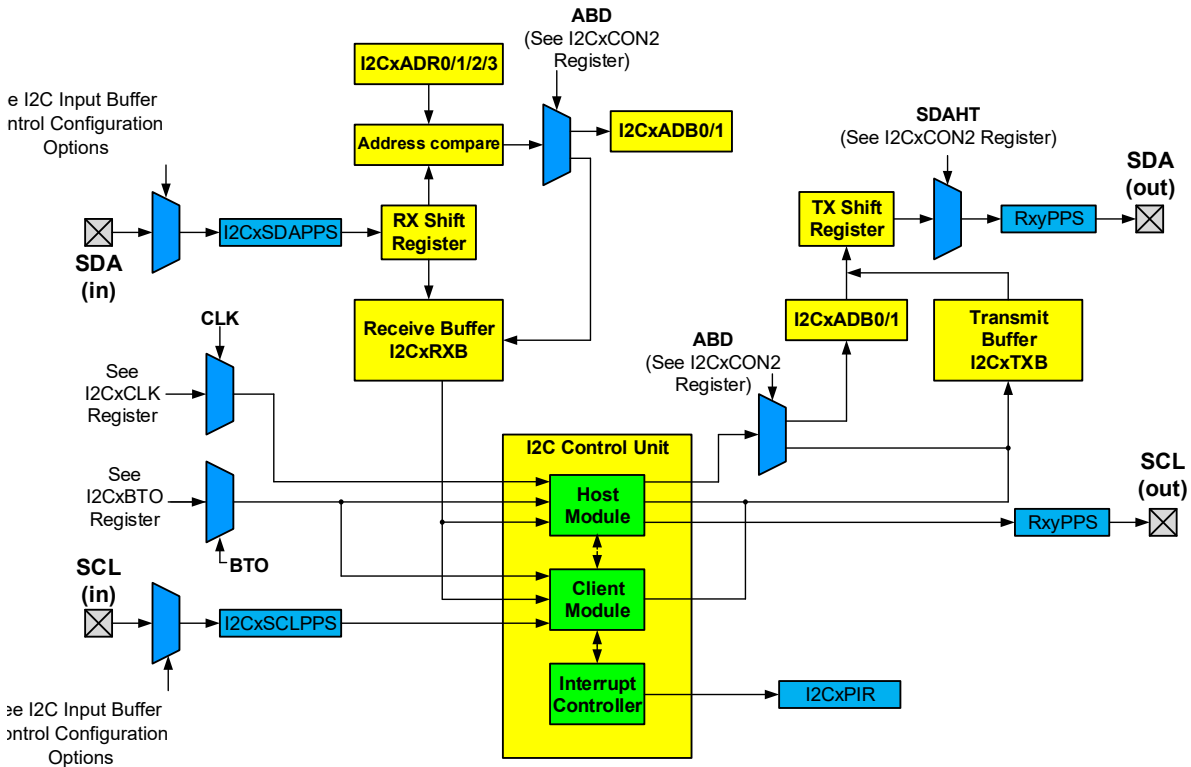 ABD
(See I2CxCON2
Register)
I2CxADR0/1/2/3
e I2C Input Buffer
ntrol Configuration
Options
Address compare
I2CxADB0/1
SDAHT
(See I2CxCON2 Register)
SDA
(out)
I2CxSDAPPS
RX Shift
Register
TX Shift
Register
RxyPPS
SDA
(in)
Receive Buffer
I2CxRXB
I2CxADB0/1
Transmit
Buffer
I2CxTXB
CLK
See
I2CxCLK
Register
ABD
(See I2CxCON2
Register)
I2C Control Unit
See
I2CxBTO
Register
BTO
Host
Module
SCL
(out)
RxyPPS
SCL
(in)
I2CxSCLPPS
Client
Module
Interrupt
Controller
I2CxPIR
ee I2C Input Buffer
ontrol Configuration
Options